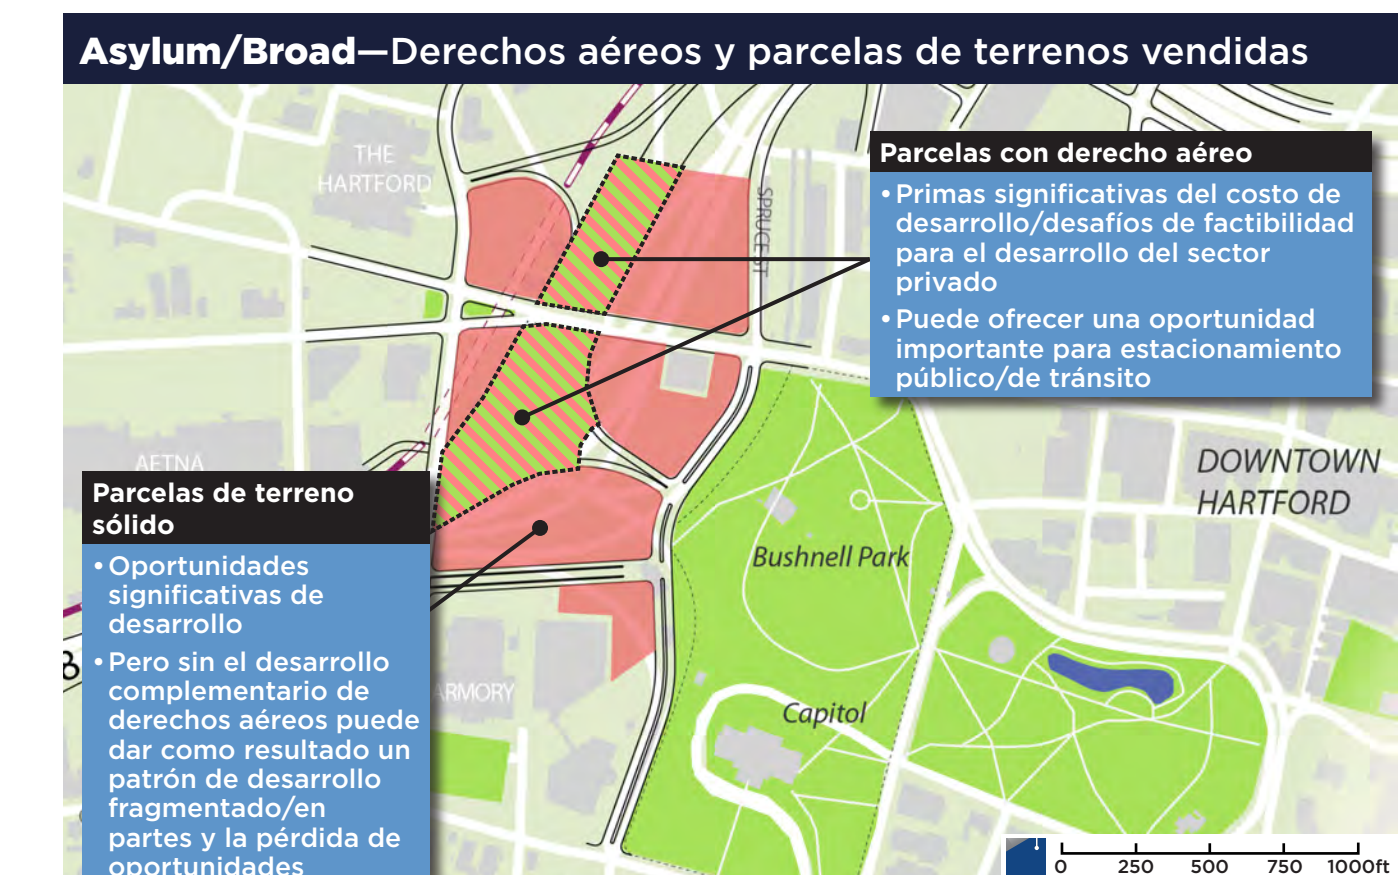 Asylum/Broad—Derechos aéreos y parcelas de terrenos vendidas
THE
HARTFORD
SPRUCE ST
Parcelas con derecho aéreo
• Primas significativas del costo de
desarrollo/desafíos de factibilidad
para el desarrollo del sector
privado
• Puede ofrecer una oportunidad
importante para estacionamiento
público/de tránsito
AETNA
DOWNTOWN
HARTFORD
Parcelas de terreno
sólido
• Oportunidades
significativas de
desarrollo
• Pero sin el desarrollo
complementario de
derechos aéreos puede
dar como resultado un
patrón de desarrollo
fragmentado/en
partes y la pérdida de
oportunidades
Bushnell Park
ARMORY
Capitol
0 250 500 750 1000ft